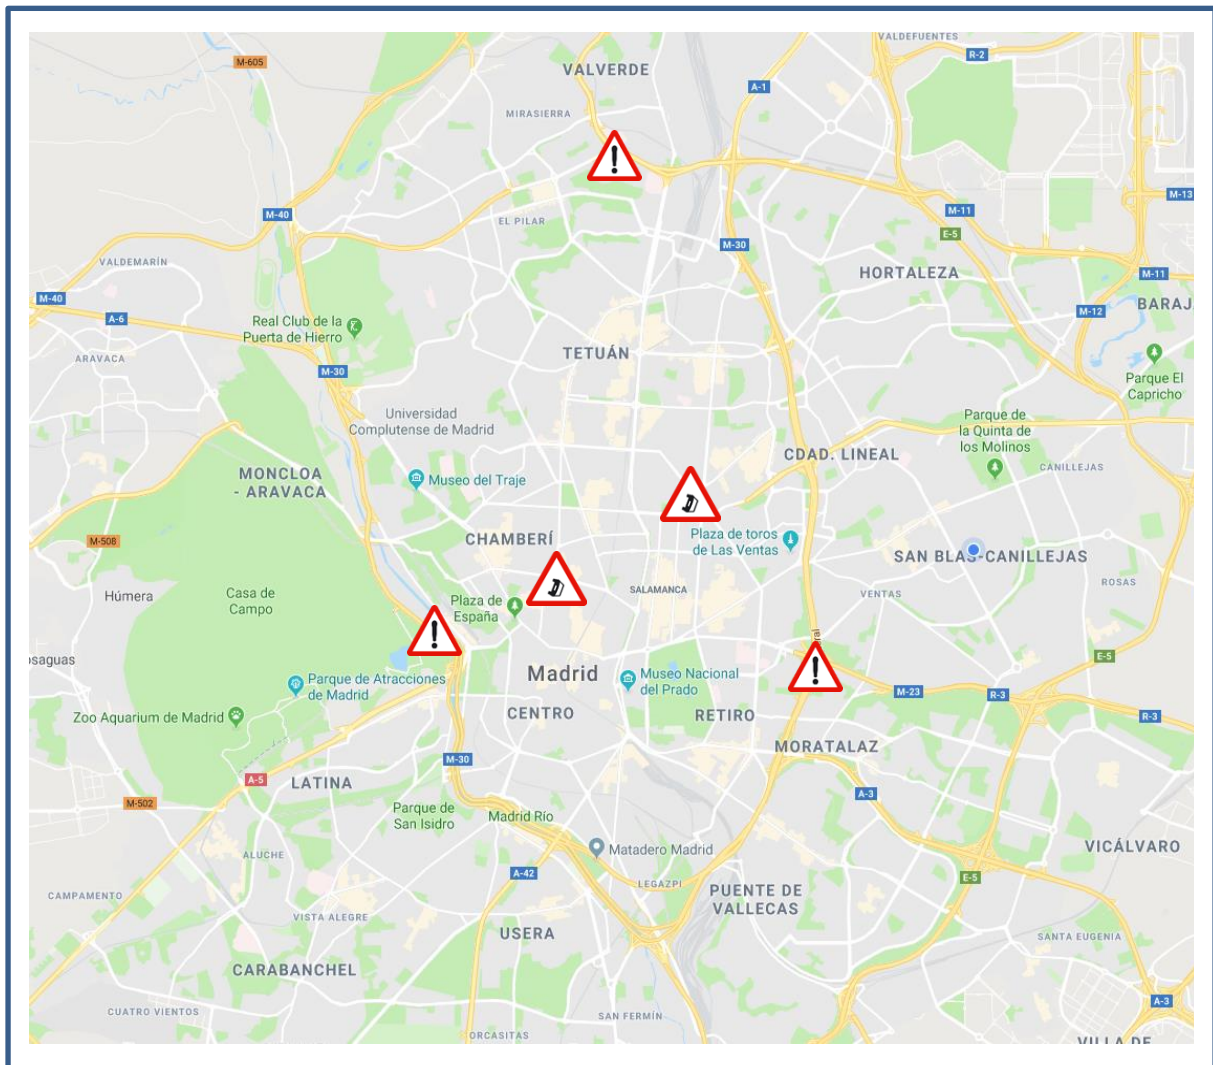 VALDEFUENTES
R-2
M-605
VALVERDE
A-1
MIRASIERRA
!
M-13
M-40
M-11
EL PILAR
E-5
M-30
VALDEMARÍN
HORTALEZA
M-11
M-40
BARAJ
M-12
A-6
Real Club de la
Puerta de Hierro
TETUÁN
ARAVACA
M-30
Parque El
Capricho
Universidad
Complutense de Madrid
Parque de
la Quinta de
los Molinos
CDAD. LINEAL
CANILLEJAS
MONCLOA
- ARAVACA
Museo del Traje
M-508
CHAMBERÍ
Plaza de toros
de Las Ventas
SAN BLAS-CANILLEJAS
ROSAS
Húmera
Casa de
Campo
Plaza de
España
SALAMANCA
VENTAS
!
osaguas
!
E-5
Parque de Atracciones
de Madrid
Madrid
Museo Nacional
del Prado
M-23
R-3
Zoo Aquarium de Madrid
CENTRO
RETIRO
R-3
MORATALAZ
M-30
A-5
LATINA
A-3
M-502
Parque de
San Isidro
Madrid Río
Matadero Madrid
VICÁLVARO
ALUCHE
A-42
E-5
LEGAZPI
PUENTE DE
VALLECAS
CAMPAMENTO
VISTA ALEGRE
USERA
SANTA EUGENIA
CARABANCHEL
A-3
CUATRO VIENTOS
SAN FERMÍN
ORCASITAS
VILLA DE